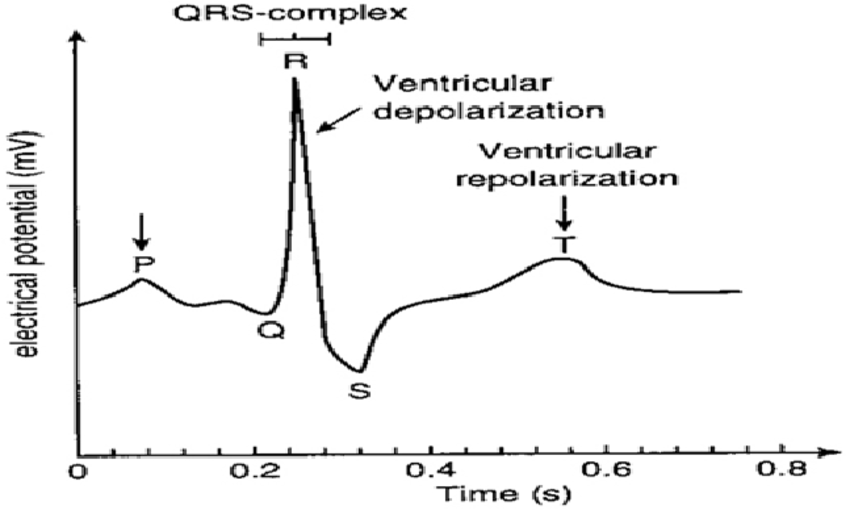 QRS-complex
R
Ventricular
depolarization
Ventricular
repolarization
electrical potential (mV)
P
T
Q
S
0 0.2 0.4 0.6 0.8
Time (s)